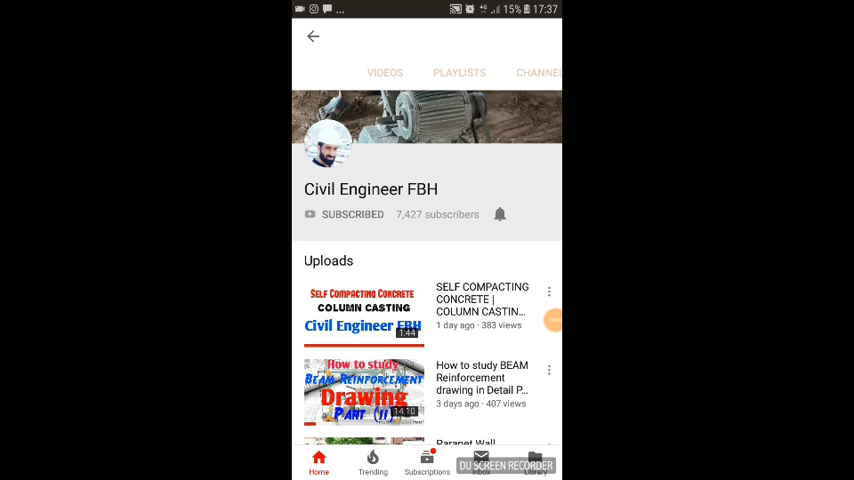 ... 4G 15% 17:37
VIDEOS PLAYLISTS CHANNEL
Civil Engineer FBH
SUBSCRIBED 7,427 subscribers
Uploads
SELF COMPACTING CONCRETE
COLUMN CASTING
Civil Engineer FBH
1:44
SELF COMPACTING
CONCRETE |
COLUMN CASTIN...
1 day ago · 383 views
How to study
BEAM REINFORCEMENT
Drawing
PART (II)
14:10
How to study BEAM
Reinforcement
drawing in Detail P...
3 days ago · 407 views
Parapet Wall
Home Trending Subscriptions Inbox Library
DU SCREEN RECORDER